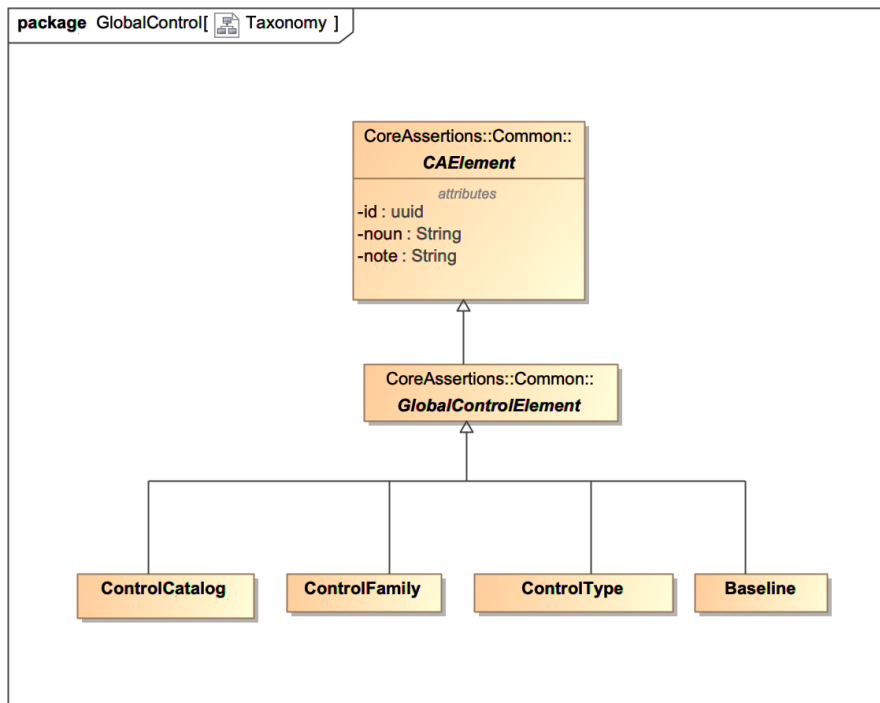 package GlobalControl[ Taxonomy ]
CoreAssertions::Common::
CAElement
attributes
-id : uuid
-noun : String
-note : String
CoreAssertions::Common::
GlobalControlElement
ControlCatalog
ControlFamily
ControlType
Baseline